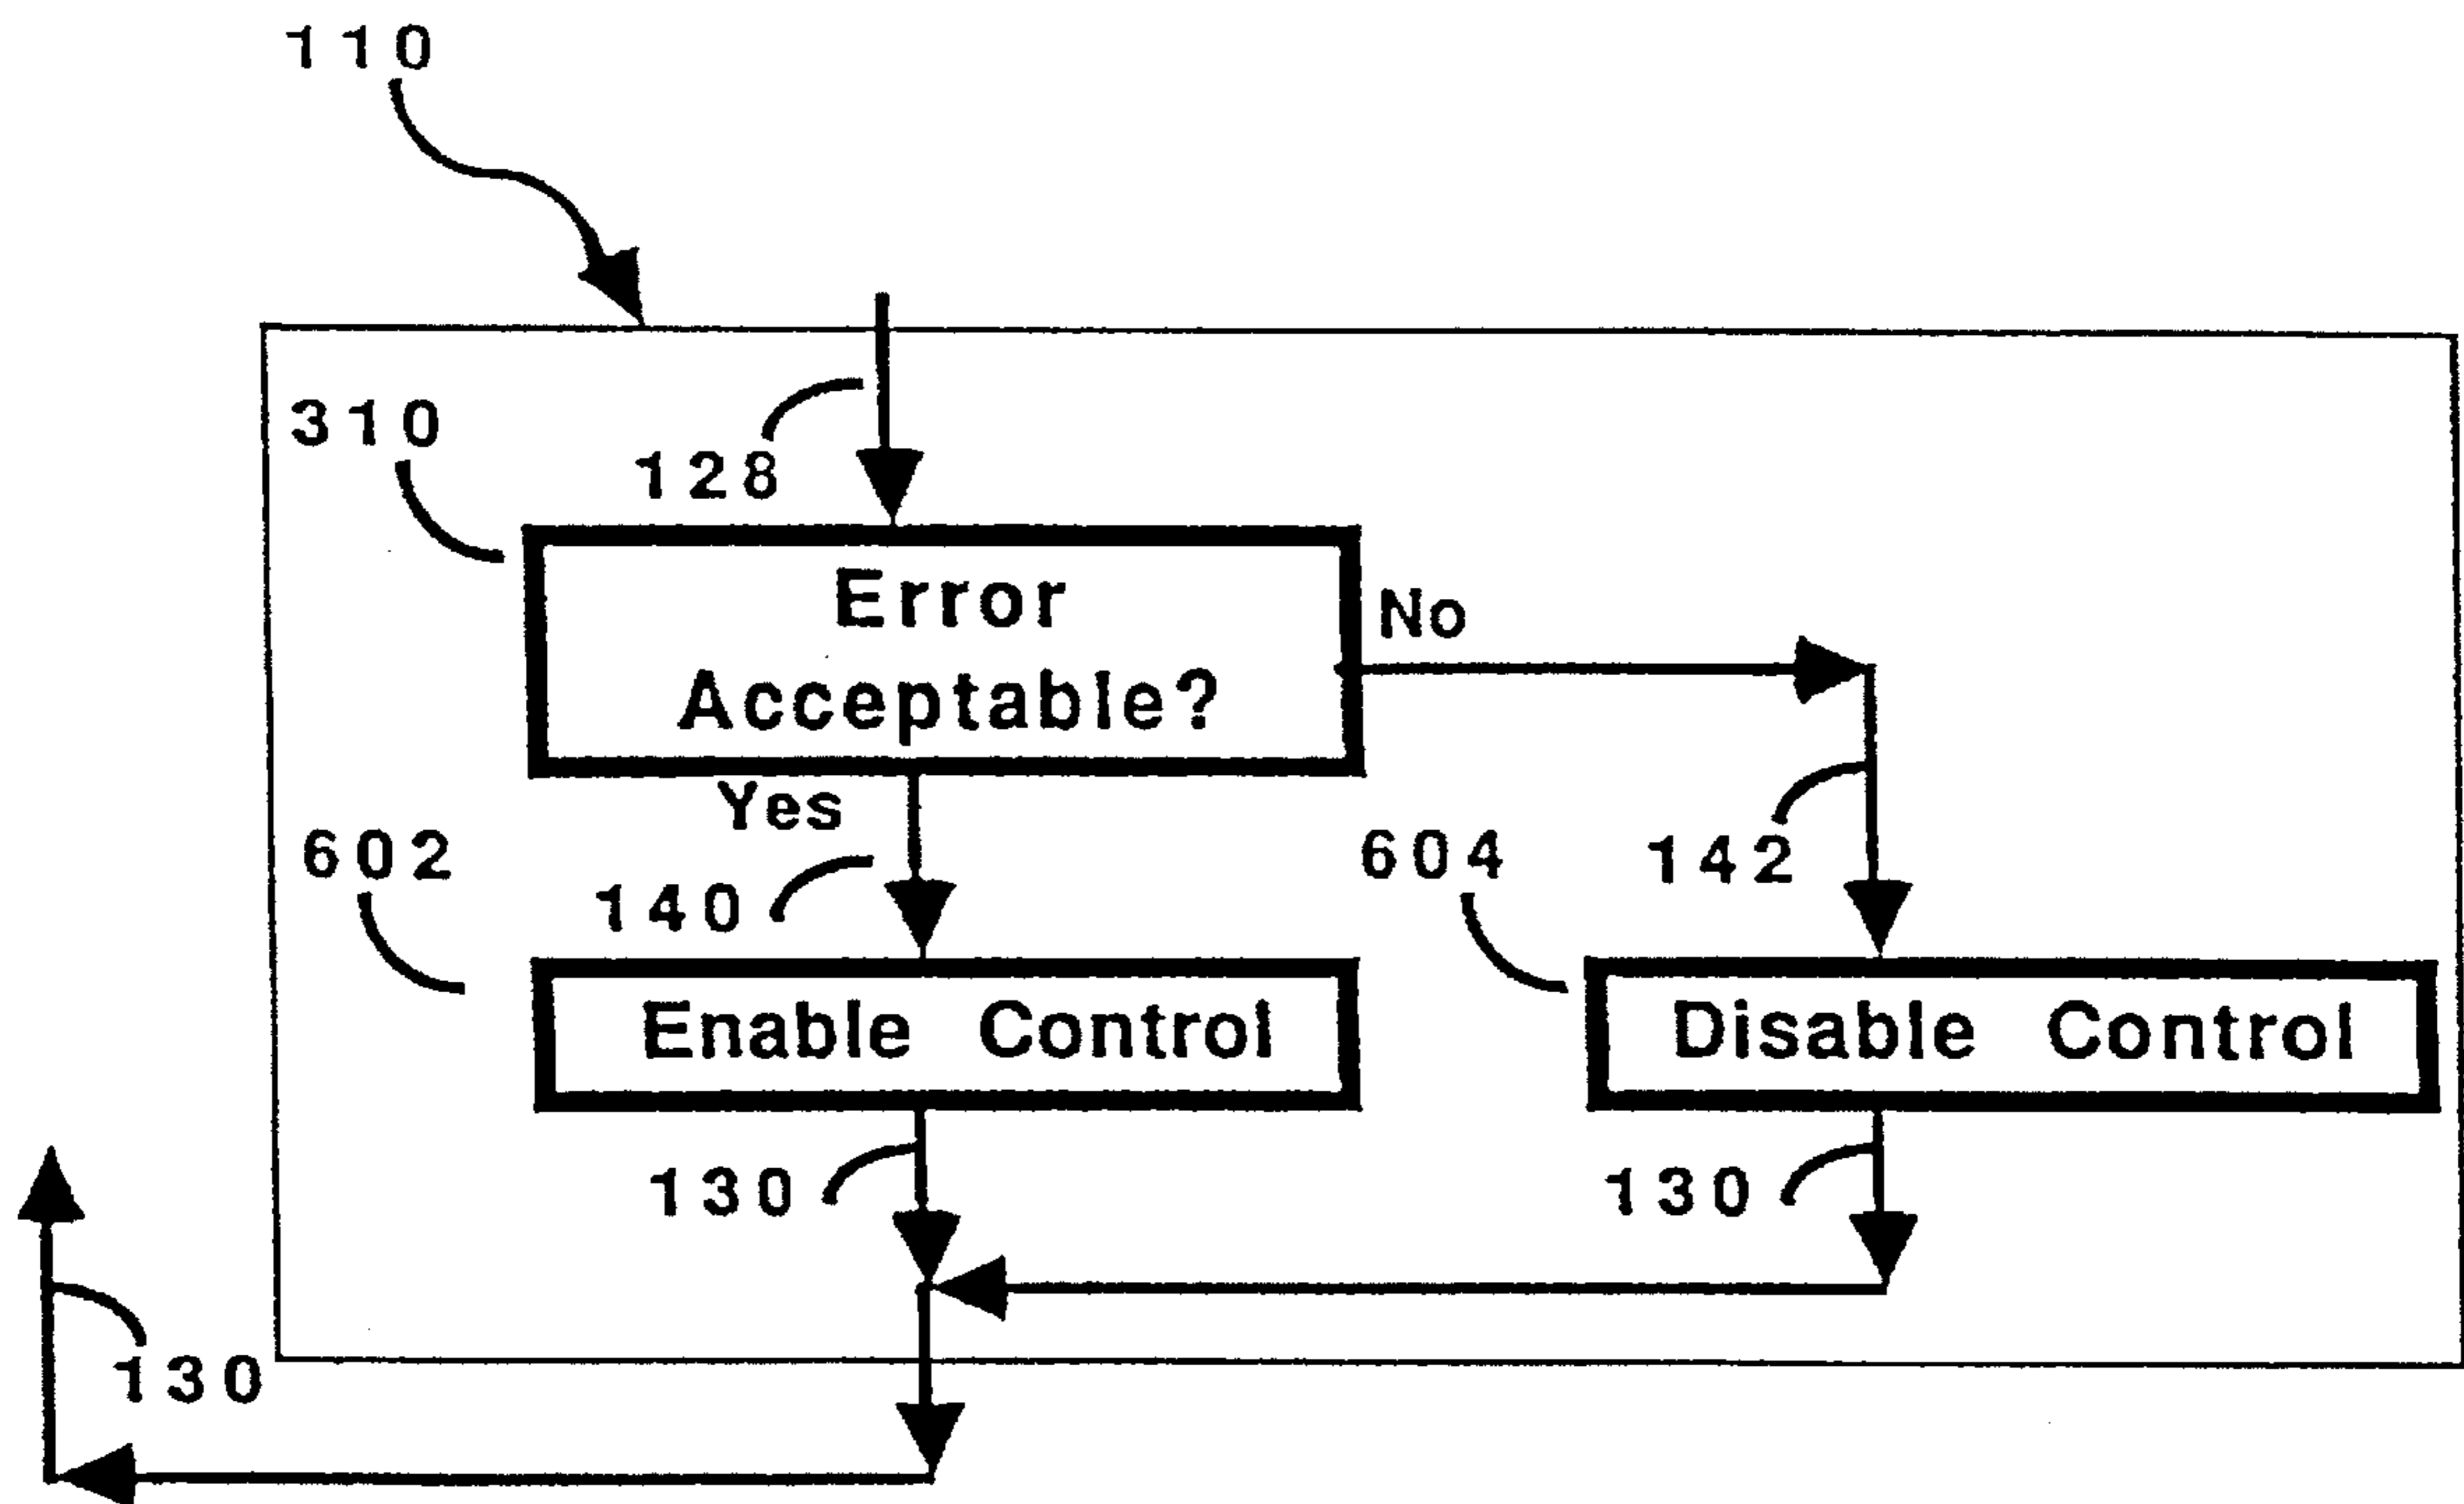 110
310
128
Error
Acceptable?
No
Yes
602
140
604
142
Enable Control
Disable Control
130
130
130